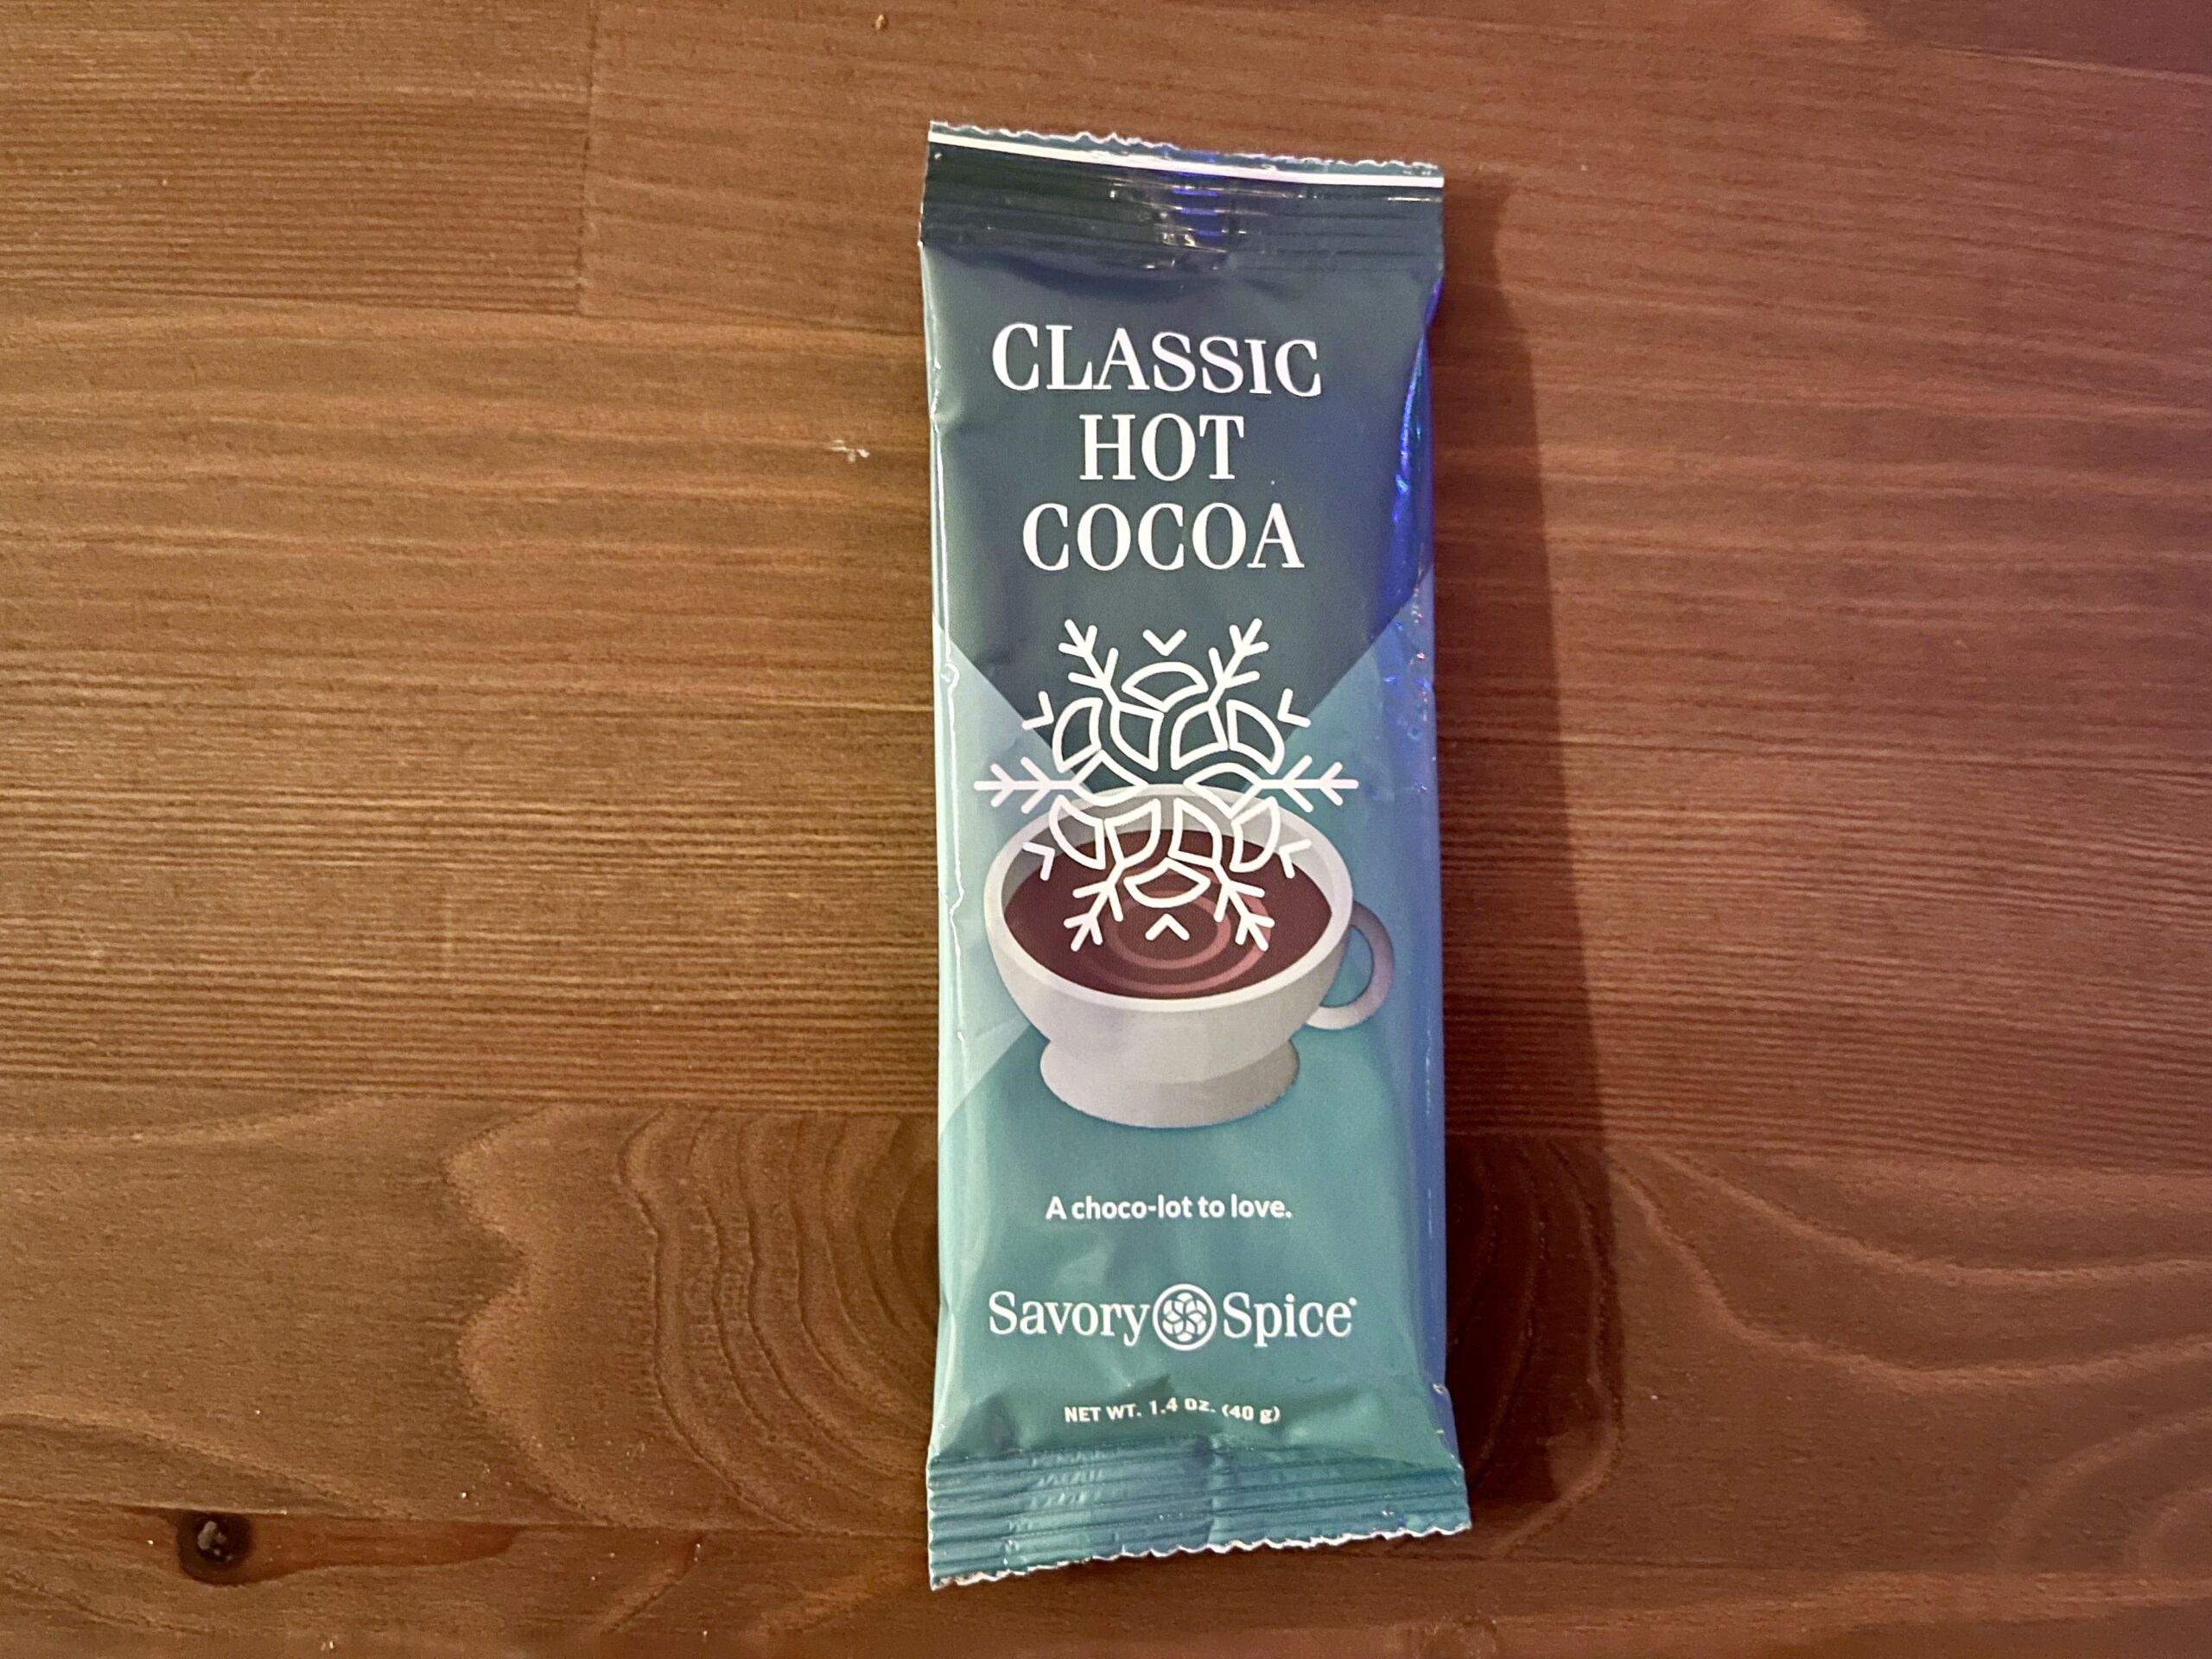 CLASSIC
HOT
COCOA
A choco-lot to love.
Savory Spice®
NET WT. 1.4 oz. (40 g)